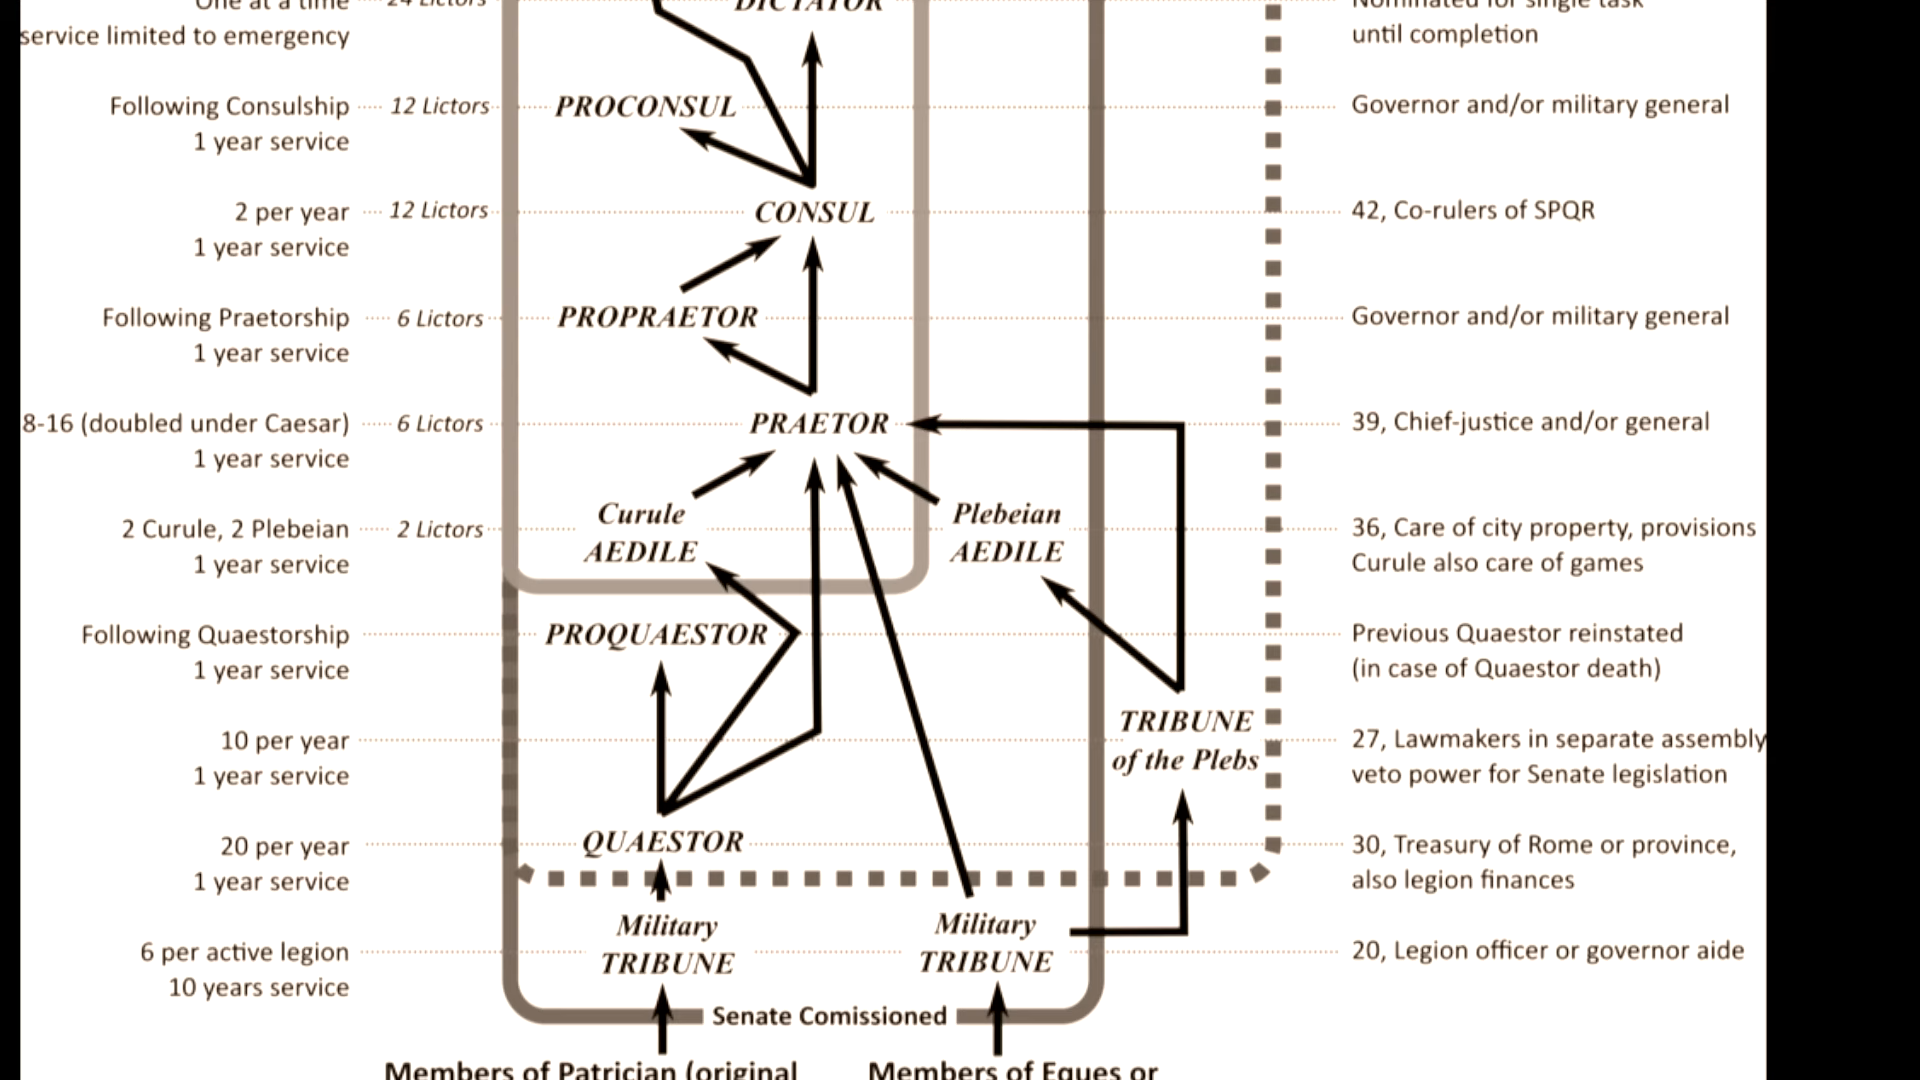 One at a time 24 Lictors DICTATOR Nominated for single task
service limited to emergency until completion
Following Consulship 12 Lictors PROCONSUL Governor and/or military general
1 year service
2 per year 12 Lictors CONSUL 42, Co-rulers of SPQR
1 year service
Following Praetorship 6 Lictors PROPRAETOR Governor and/or military general
1 year service
8-16 (doubled under Caesar) 6 Lictors PRAETOR 39, Chief-justice and/or general
1 year service
Curule Plebeian
2 Curule, 2 Plebeian 2 Lictors 36, Care of city property, provisions
AEDILE AEDILE
1 year service Curule also care of games
Following Quaestorship PROQUAESTOR Previous Quaestor reinstated
1 year service (in case of Quaestor death)
TRIBUNE
10 per year 27, Lawmakers in separate assembly
of the Plebs
1 year service veto power for Senate legislation
20 per year QUAESTOR 30, Treasury of Rome or province,
1 year service also legion finances
Military Military
6 per active legion 20, Legion officer or governor aide
TRIBUNE TRIBUNE
10 years service
Senate Comissioned
Members of Patrician (original Members of Eques or